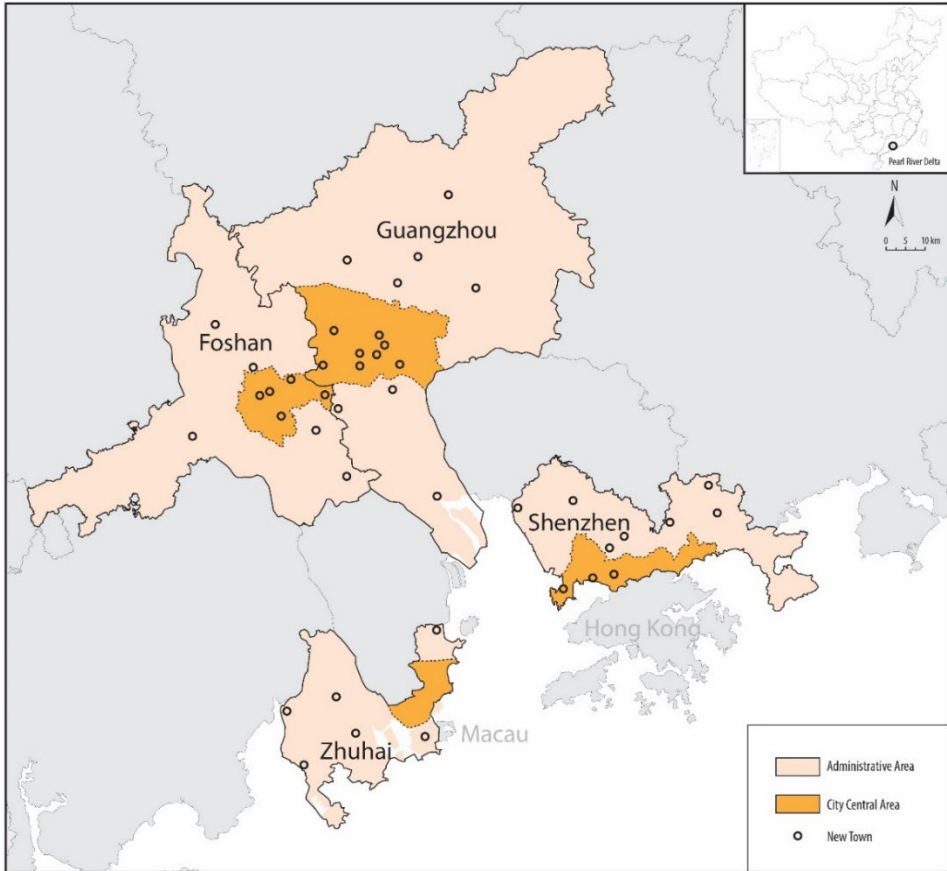 Pearl River Delta
N
0 5 10 km
Guangzhou
Foshan
Shenzhen
Hong Kong
Zhuhai
Macau
Administrative Area
City Central Area
New Town